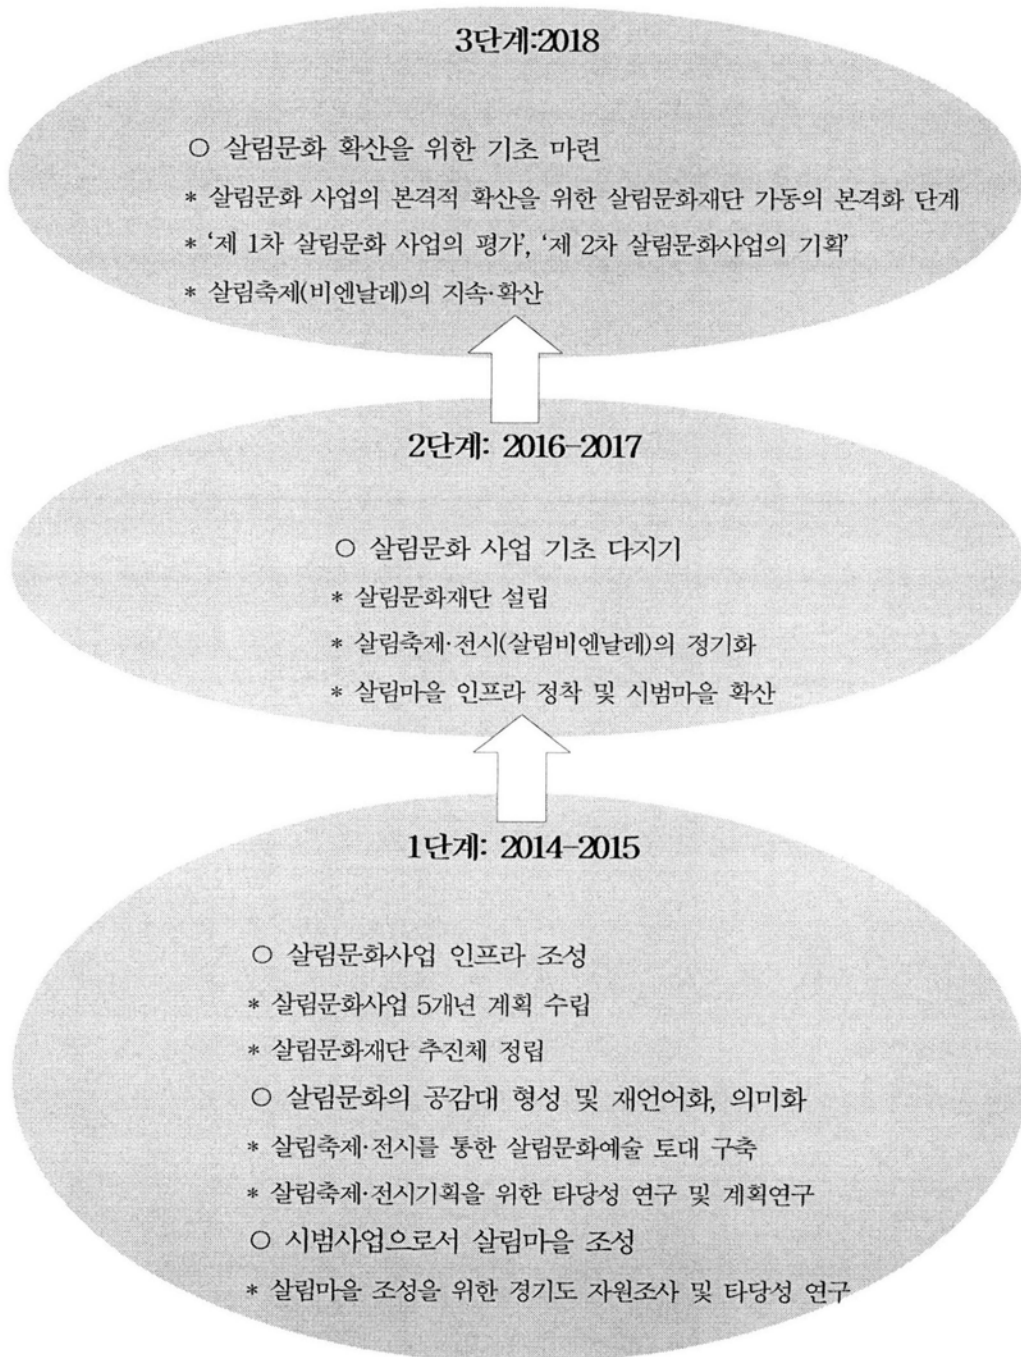 3단계:2018
○ 살림문화 확산을 위한 기초 마련
* 살림문화 사업의 본격적 확산을 위한 살림문화재단 가동의 본격화 단계
* '제 1차 살림문화 사업의 평가', '제 2차 살림문화사업의 기획'
* 살림축제(비엔날레)의 지속·확산
2단계: 2016-2017
○ 살림문화 사업 기초 다지기
* 살림문화재단 설립
* 살림축제·전시(살림비엔날레)의 정기화
* 살림마을 인프라 정착 및 시범마을 확산
1단계: 2014-2015
○ 살림문화사업 인프라 조성
* 살림문화사업 5개년 계획 수립
* 살림문화재단 추진체 정립
○ 살림문화의 공감대 형성 및 재언어화, 의미화
* 살림축제·전시를 통한 살림문화예술 토대 구축
* 살림축제·전시기획을 위한 타당성 연구 및 계획연구
○ 시범사업으로서 살림마을 조성
* 살림마을 조성을 위한 경기도 자원조사 및 타당성 연구